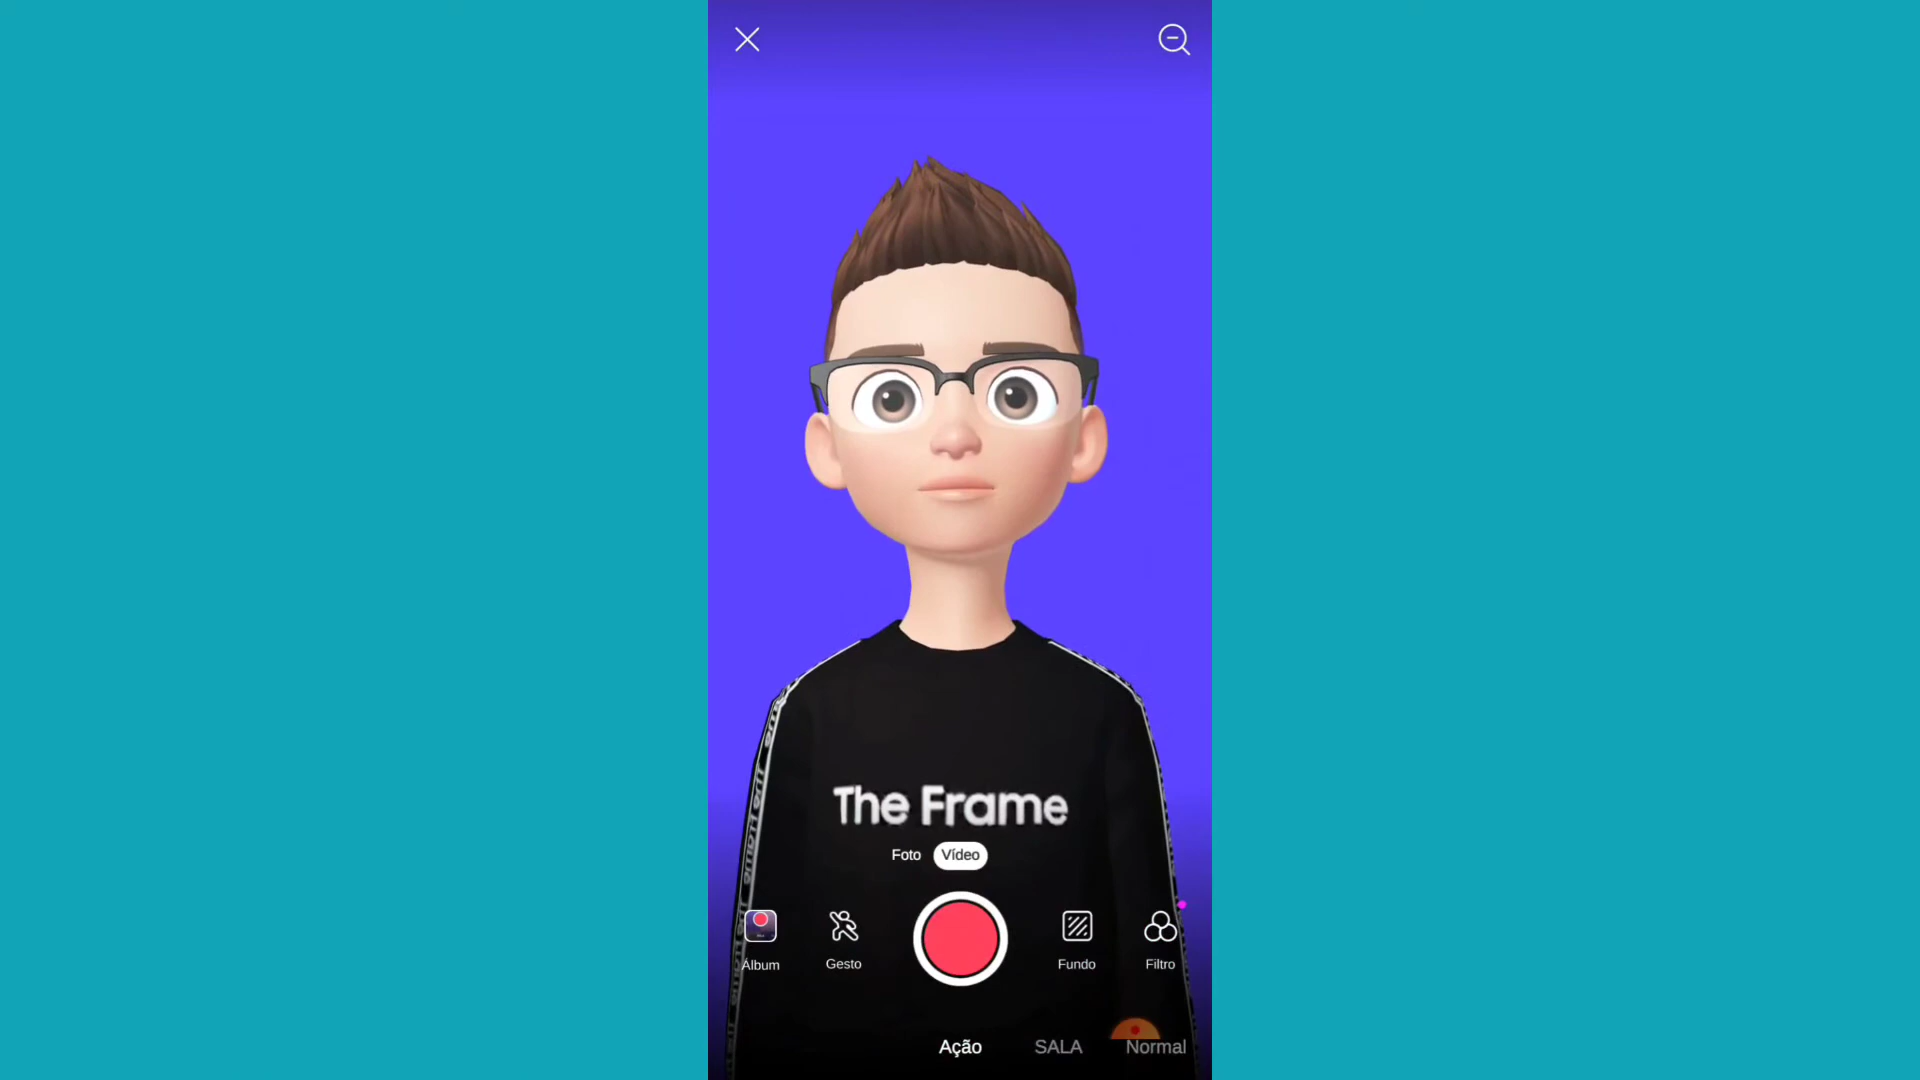 The Frame
Foto Vídeo
Álbum Gesto Fundo Filtro
Ação SALA Normal